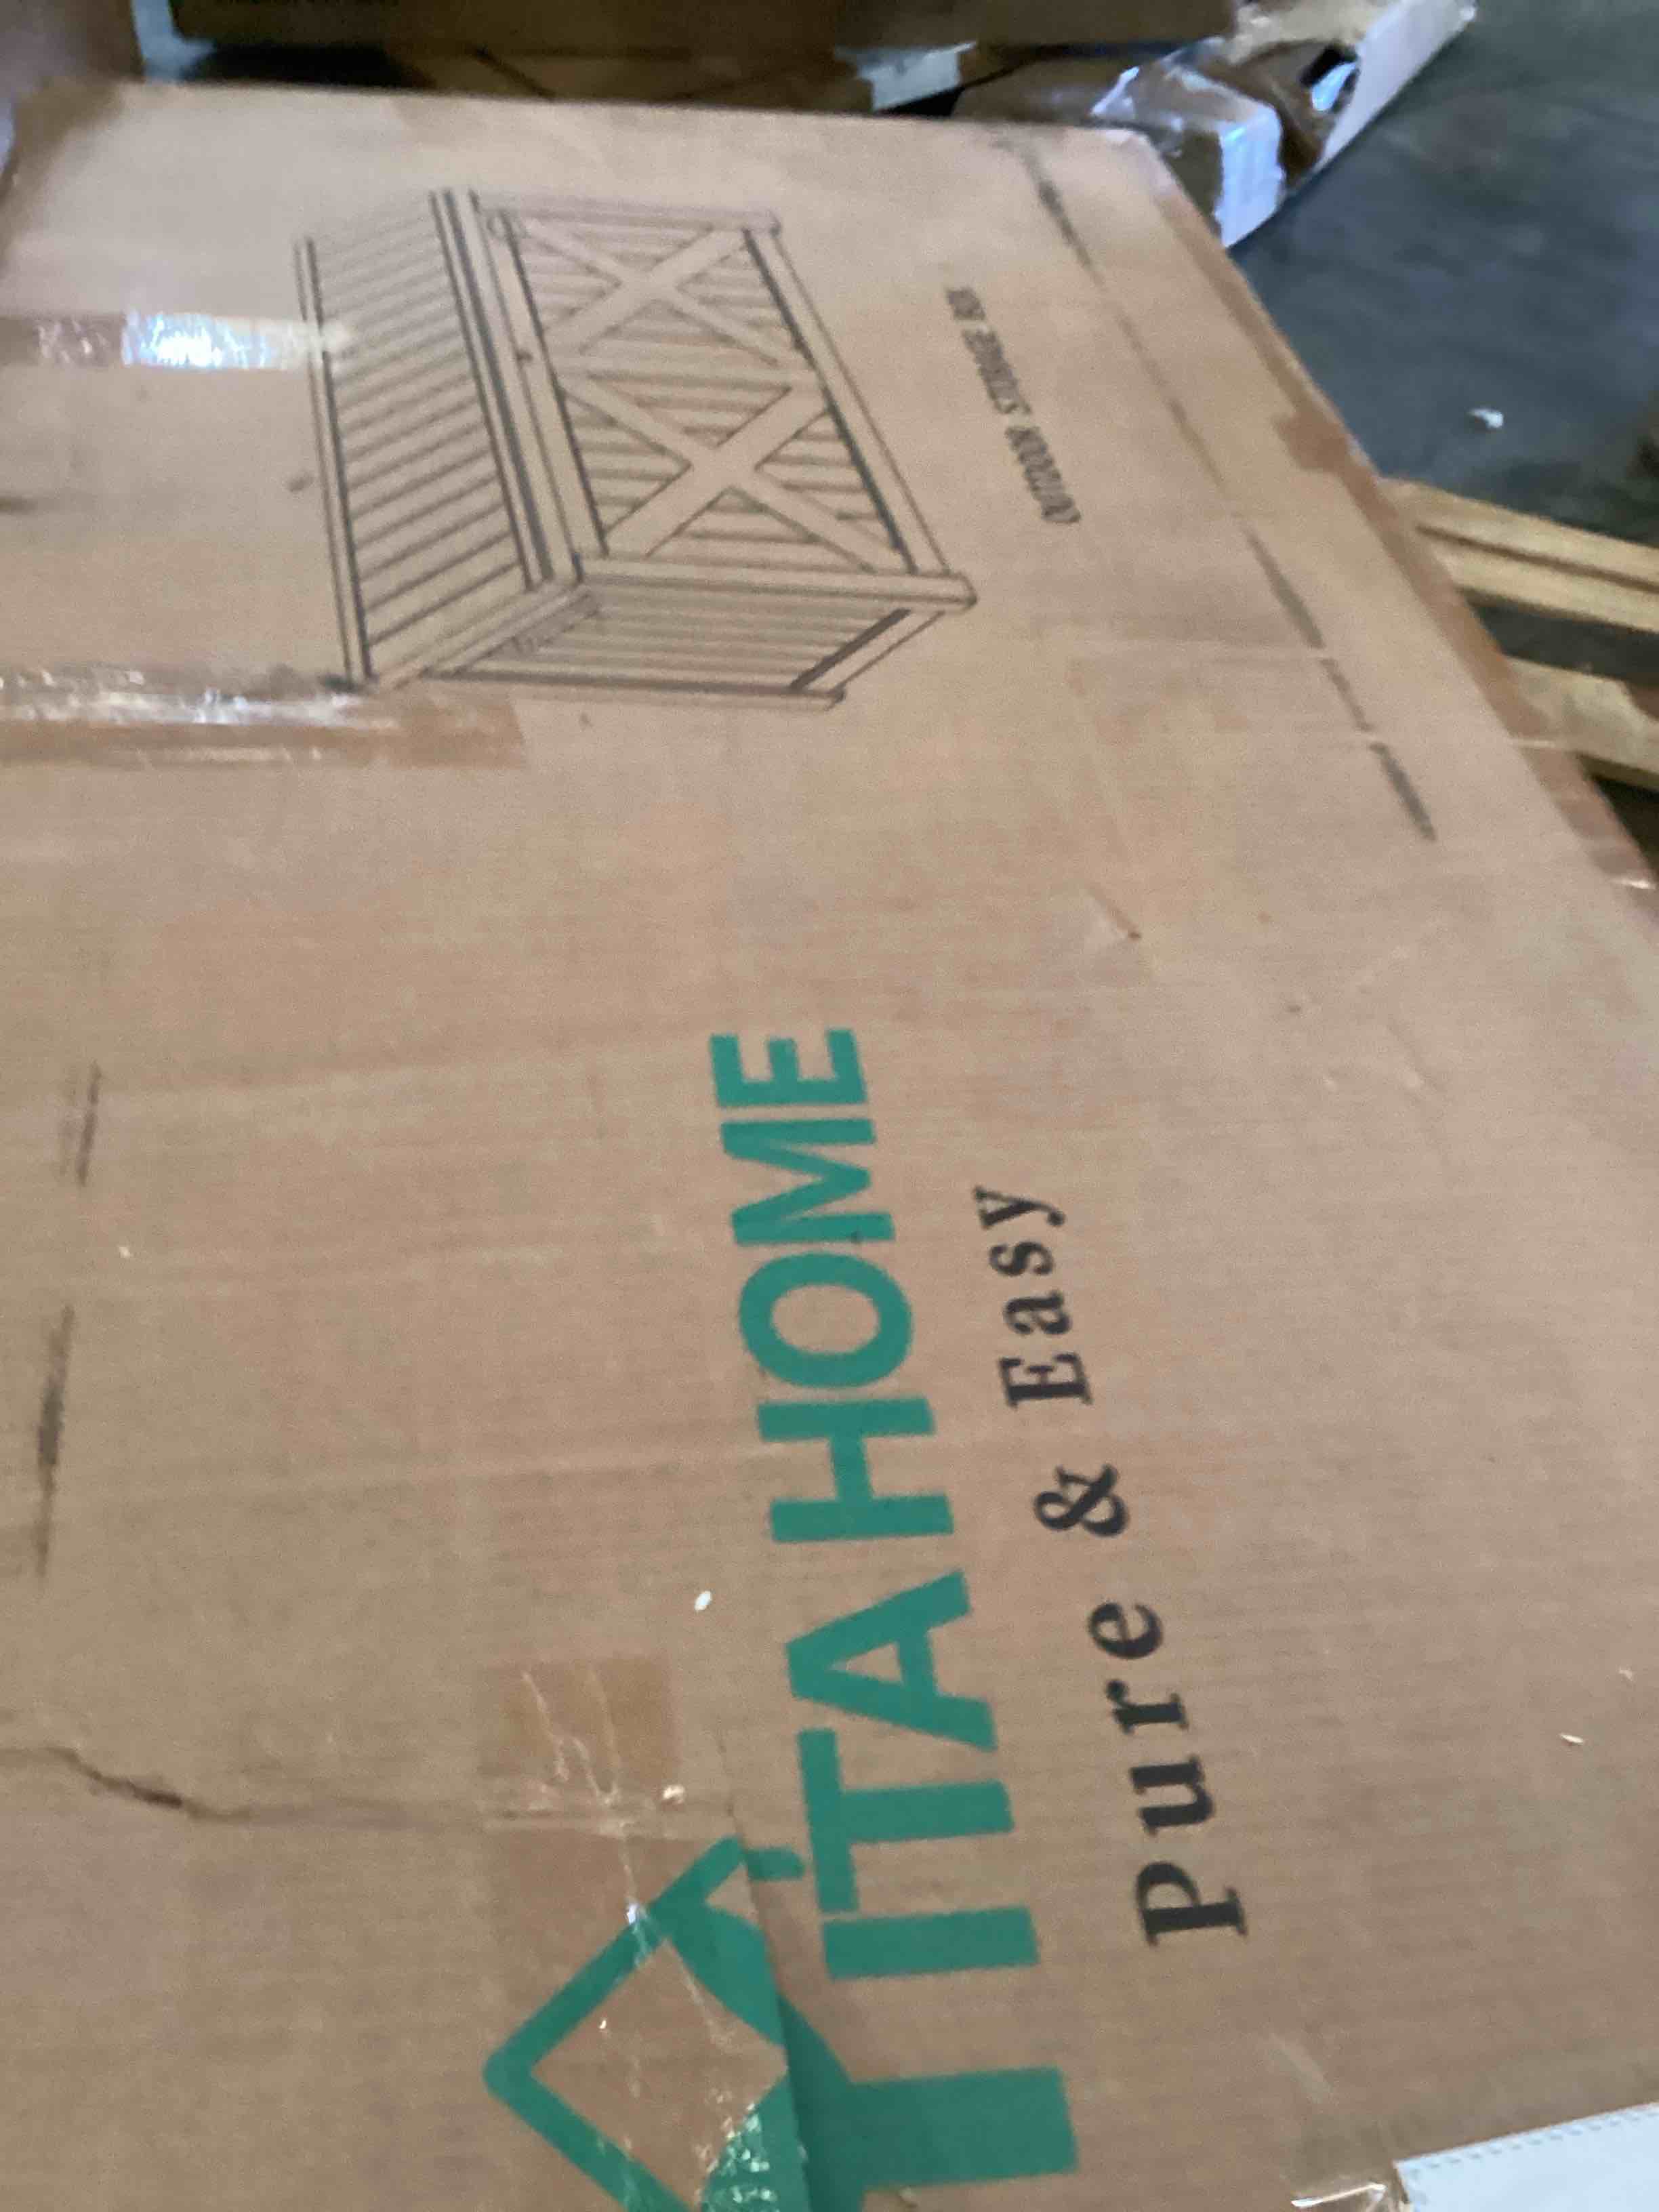 YITAHOME
Pure & Easy
OUTDOOR STORAGE BOX